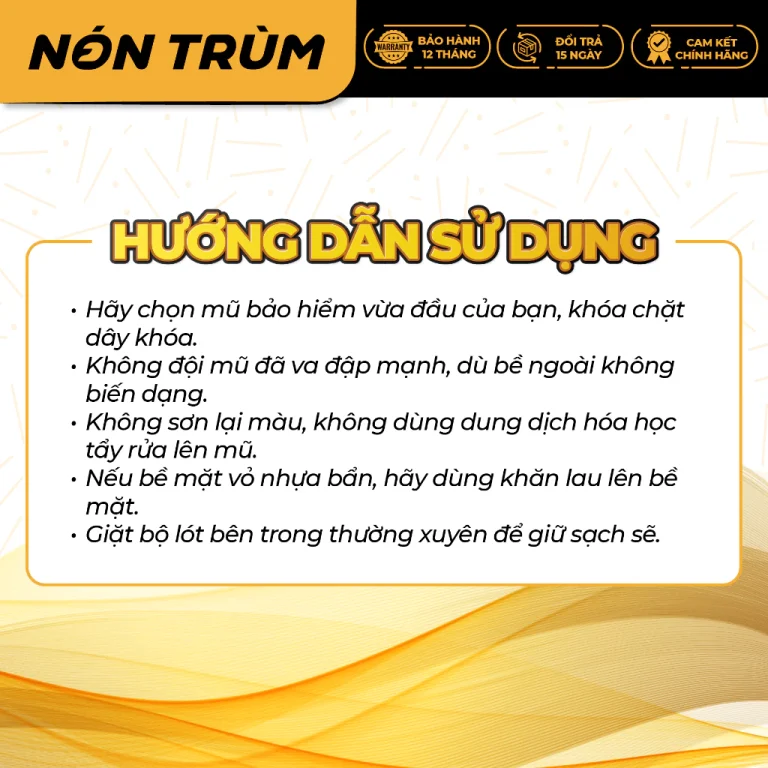 NÓN TRÙM
WARRANTY
BẢO HÀNH
12 THÁNG
ĐỔI TRẢ
15 NGÀY
CAM KẾT
CHÍNH HÃNG
HƯỚNG DẪN SỬ DỤNG
• Hãy chọn mũ bảo hiểm vừa đầu của bạn, khóa chặt
dây khóa.
• Không đội mũ đã va đập mạnh, dù bề ngoài không
biến dạng.
• Không sơn lại màu, không dùng dung dịch hóa học
tẩy rửa lên mũ.
• Nếu bề mặt vỏ nhựa bẩn, hãy dùng khăn lau lên bề
mặt.
• Giặt bộ lót bên trong thường xuyên để giữ sạch sẽ.